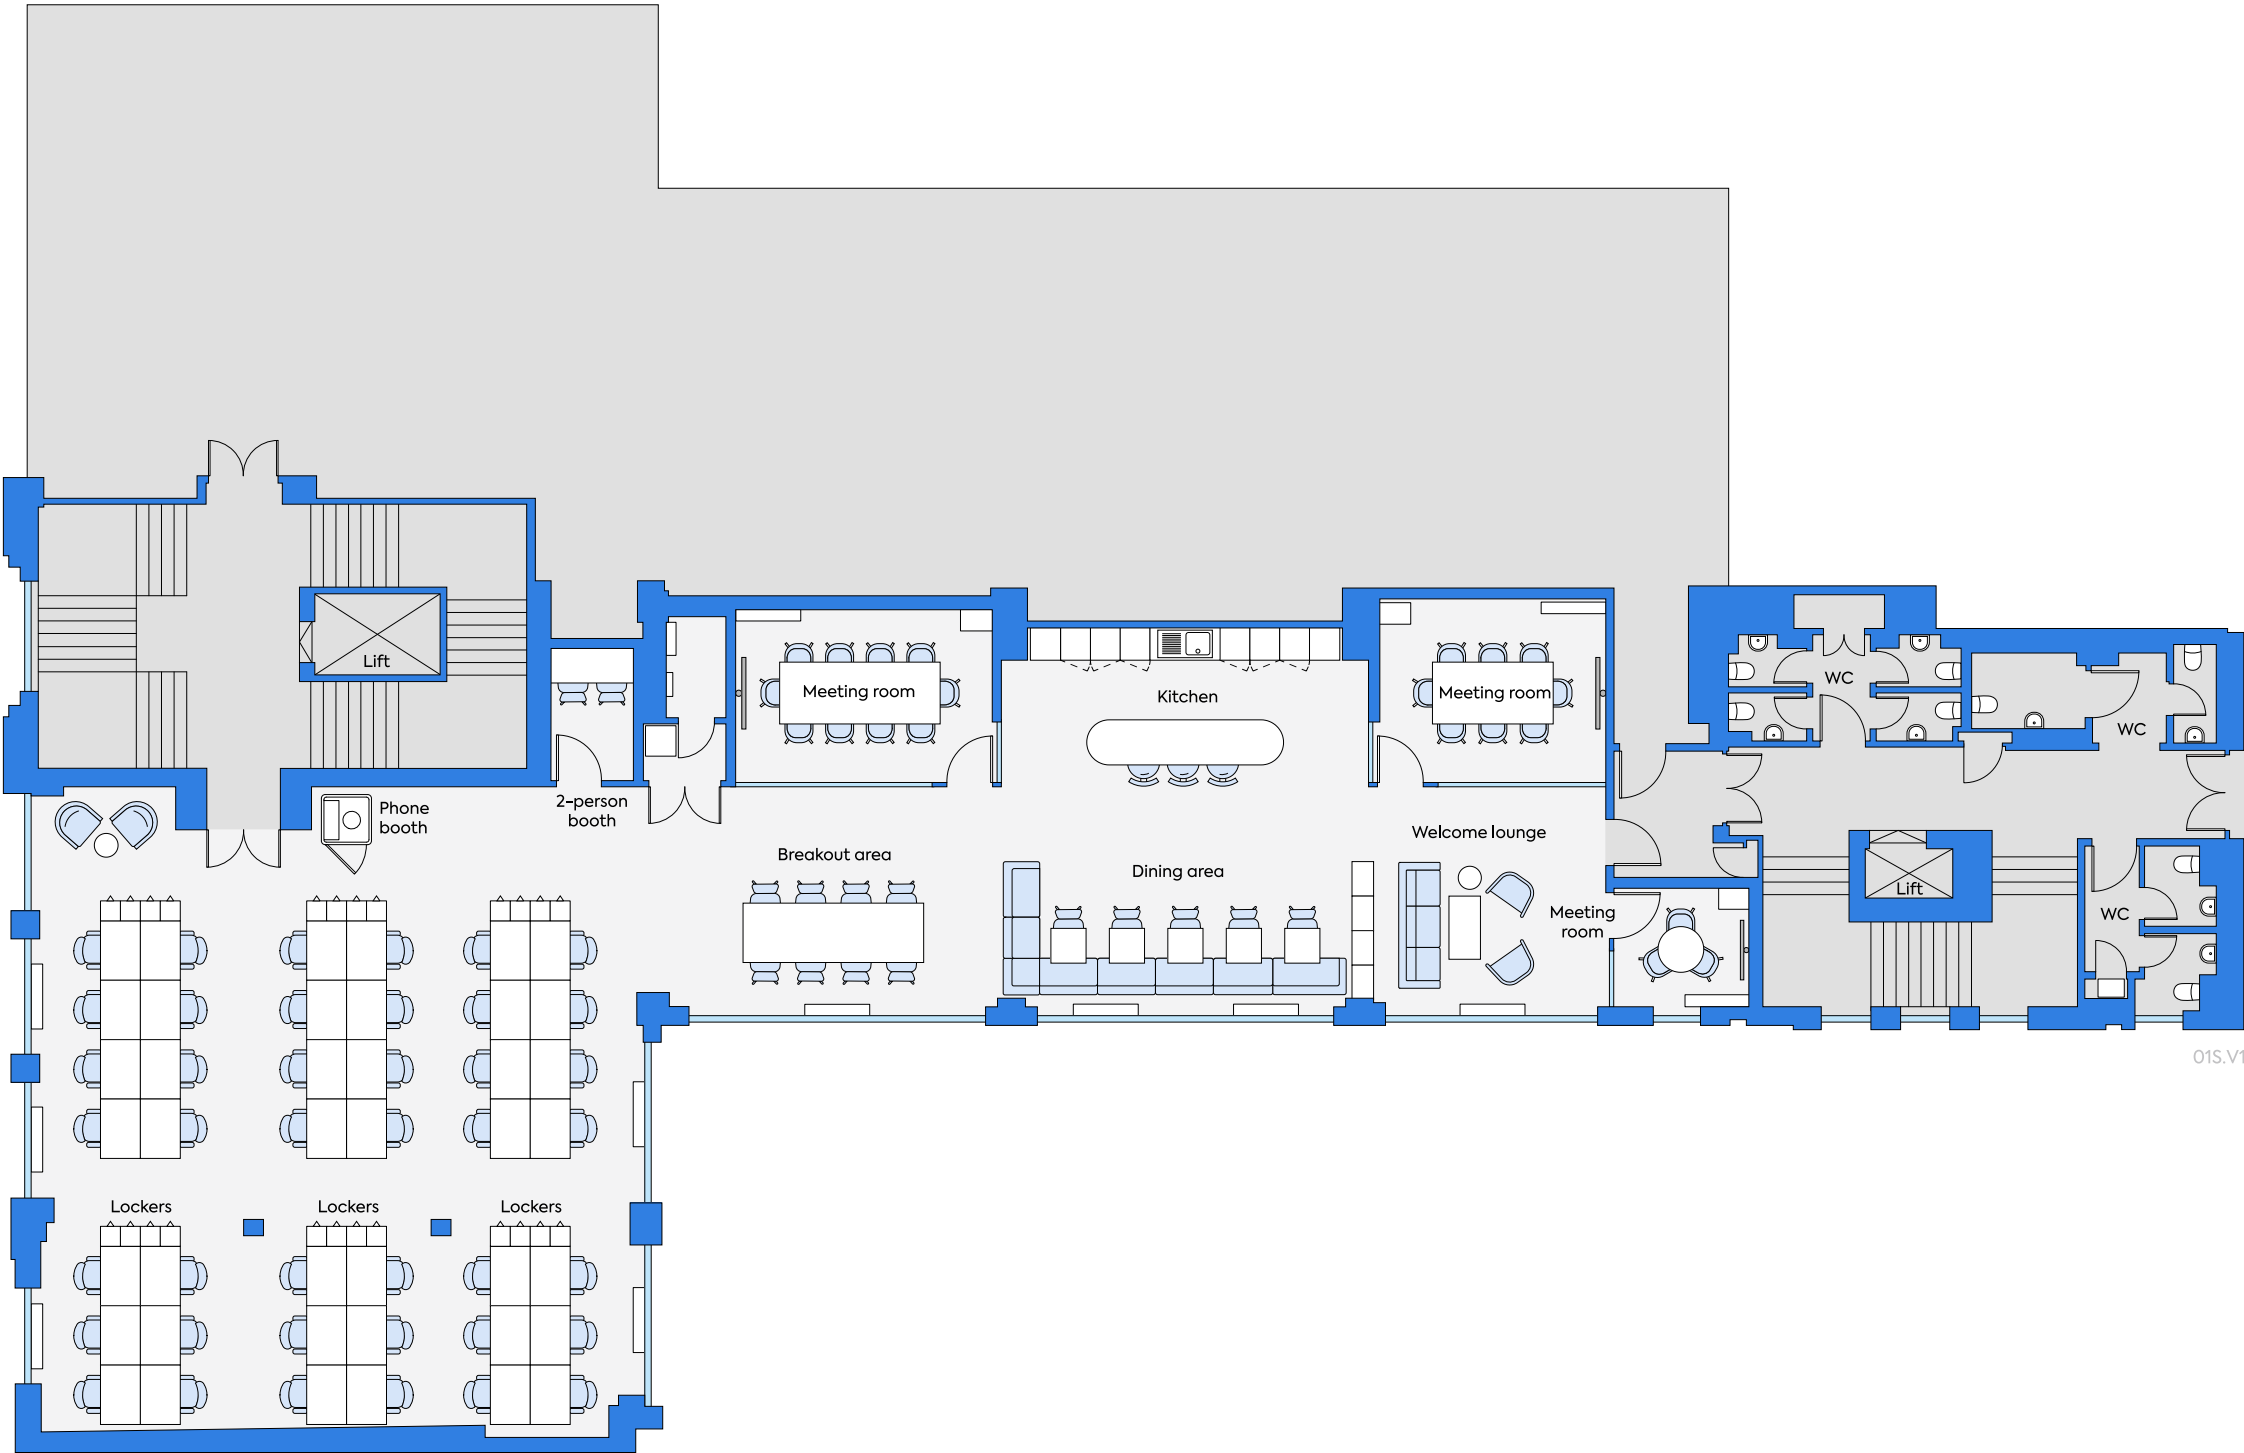 Lift
Meeting room
Kitchen
Meeting room
WC
WC
Phone
booth
2-person
booth
Breakout area
Dining area
Welcome lounge
Meeting
room
Lift
WC
Lockers
Lockers
Lockers
01S.V1